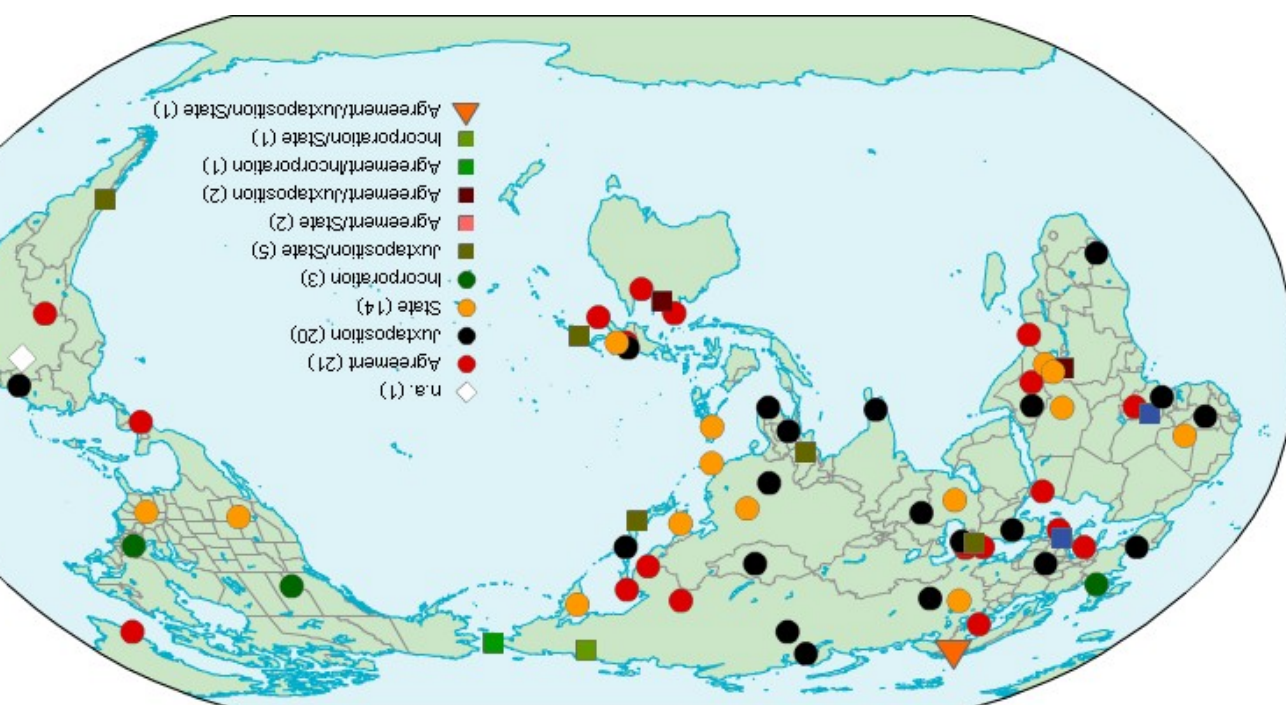 n.a. (1)
Agreement (21)
Juxtaposition (20)
State (14)
Incorporation (3)
Juxtaposition/State (5)
Agreement/State (2)
Agreement/Juxtaposition (2)
Agreement/Incorporation (1)
Incorporation/State (1)
Agreement/Juxtaposition/State (1)